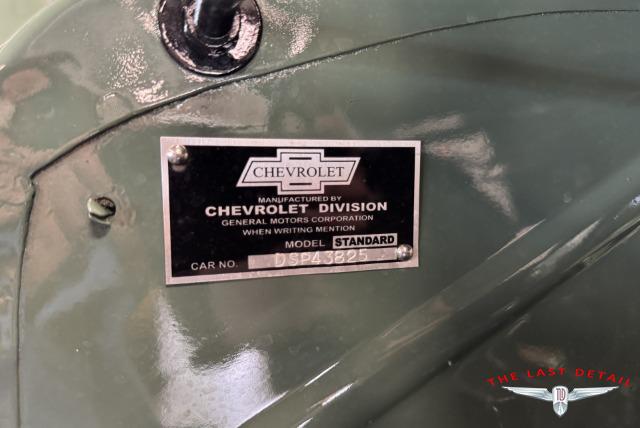 CHEVROLET
MANUFACTURED BY
CHEVROLET DIVISION
GENERAL MOTORS CORPORATION
WHEN WRITING MENTION
MODEL STANDARD
CAR NO. DSP43825
THE LAST DETAIL
TLD